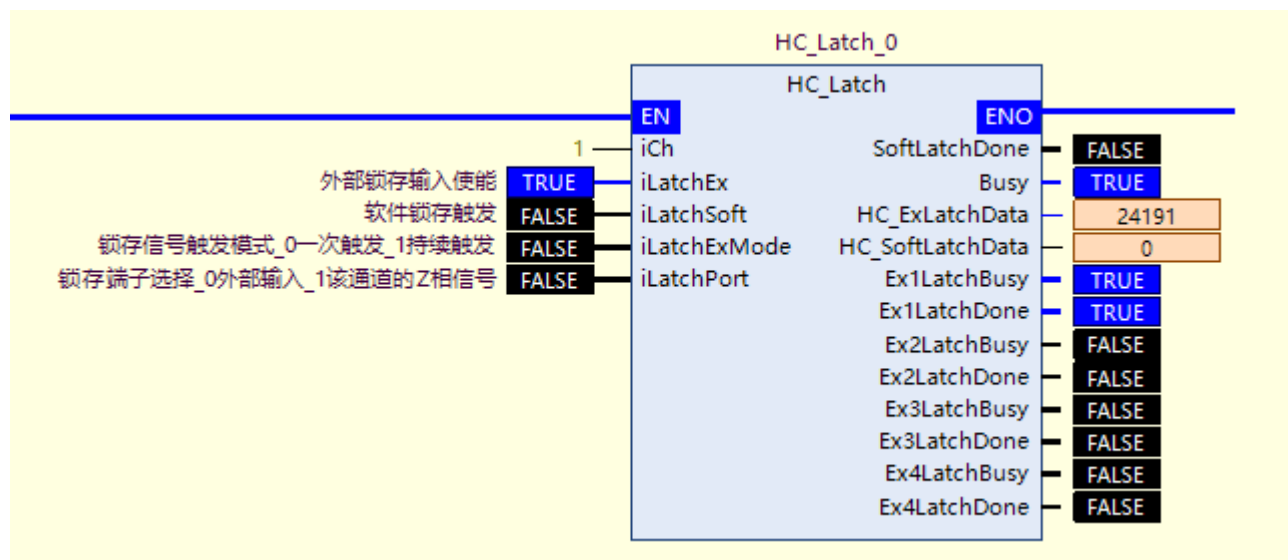 HC_Latch_0
HC_Latch
EN ENO
1 iCh SoftLatchDone FALSE
外部锁存输入使能 TRUE iLatchEx Busy TRUE
软件锁存触发 FALSE iLatchSoft HC_ExLatchData 24191
锁存信号触发模式_0一次触发_1持续触发 FALSE iLatchExMode HC_SoftLatchData 0
锁存端子选择_0外部输入_1该通道的Z相信号 FALSE iLatchPort Ex1LatchBusy TRUE
Ex1LatchDone TRUE
Ex2LatchBusy FALSE
Ex2LatchDone FALSE
Ex3LatchBusy FALSE
Ex3LatchDone FALSE
Ex4LatchBusy FALSE
Ex4LatchDone FALSE